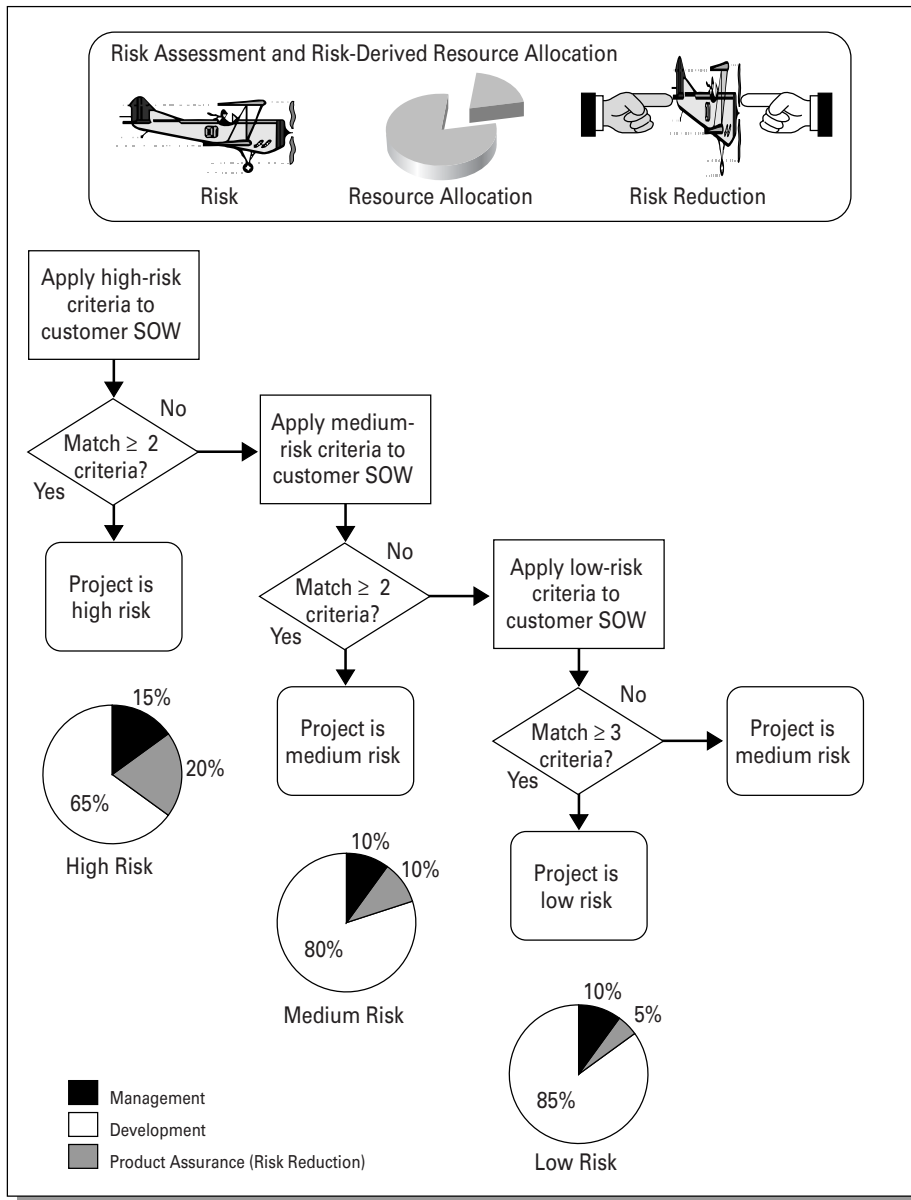 Risk Assessment and Risk-Derived Resource Allocation
Risk
Resource Allocation
Risk Reduction
Apply high-risk
criteria to
customer SOW
Match ≥ 2
criteria?
No
Yes
Project is
high risk
Apply medium-
risk criteria to
customer SOW
Match ≥ 2
criteria?
No
Yes
Project is
medium risk
Apply low-risk
criteria to
customer SOW
Match ≥ 3
criteria?
No
Yes
Project is
medium risk
Project is
low risk
15%
20%
65%
High Risk
10%
10%
80%
Medium Risk
10%
5%
85%
Low Risk
Management
Development
Product Assurance (Risk Reduction)